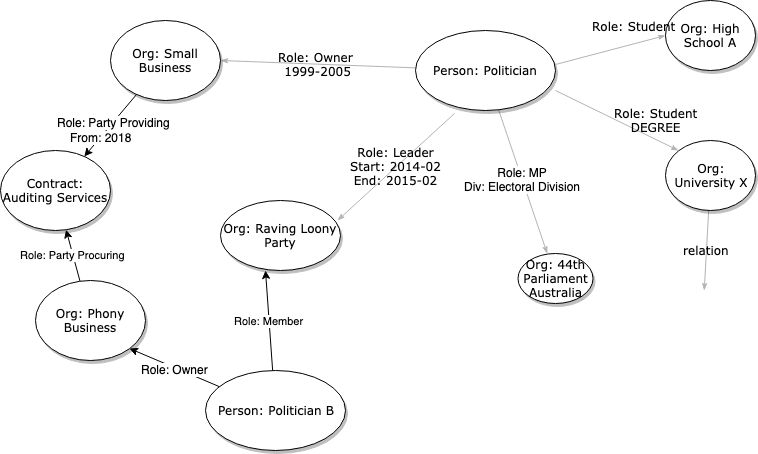 Role: Student
Org: High
School A
Org: Small
Business
Role: Owner
1999-2005
Person: Politician
Role: Student
DEGREE
Role: Party Providing
From: 2018
Role: Leader
Start: 2014-02
End: 2015-02
Role: MP
Div: Electoral Division
Org:
University X
Contract:
Auditing Services
Org: Raving Loony
Party
relation
Role: Party Procuring
Org: 44th
Parliament
Australia
Org: Phony
Business
Role: Member
Role: Owner
Person: Politician B